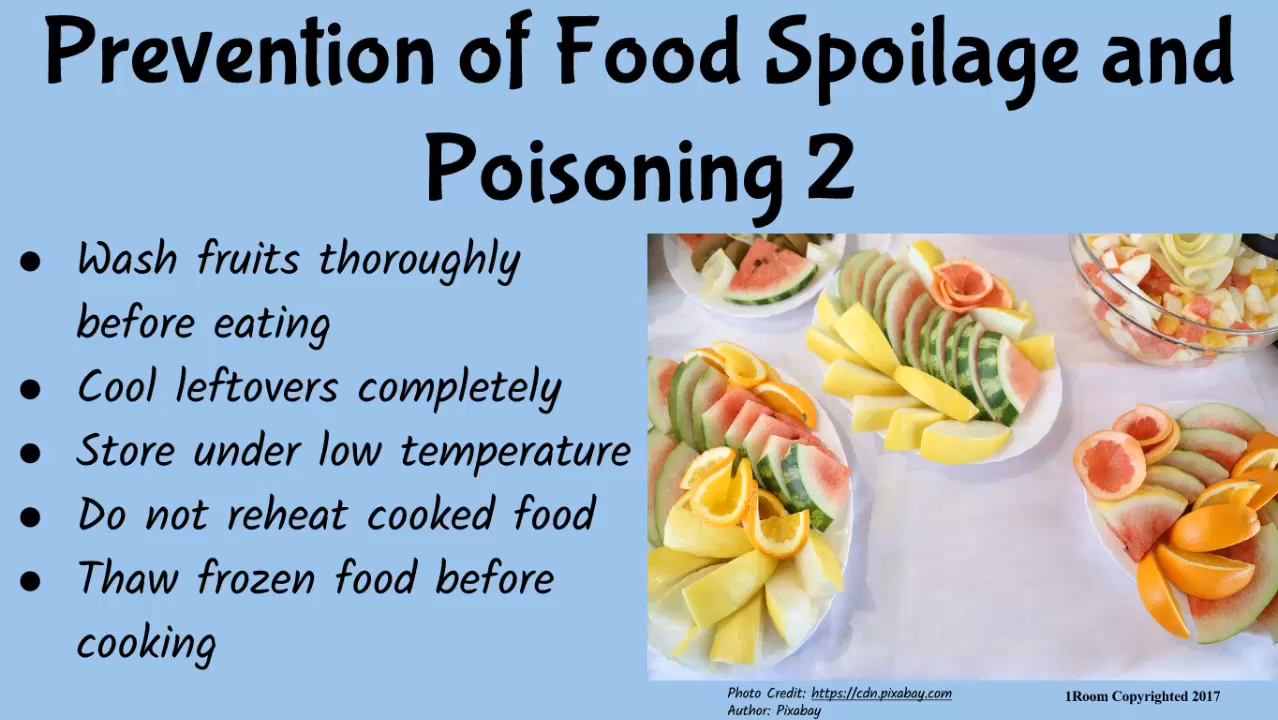 Prevention of Food Spoilage and
Poisoning 2
● Wash fruits thoroughly
before eating
● Cool leftovers completely
● Store under low temperature
● Do not reheat cooked food
● Thaw frozen food before
cooking
Photo Credit: https://cdn.pixabay.com
Author: Pixabay
1Room Copyrighted 2017